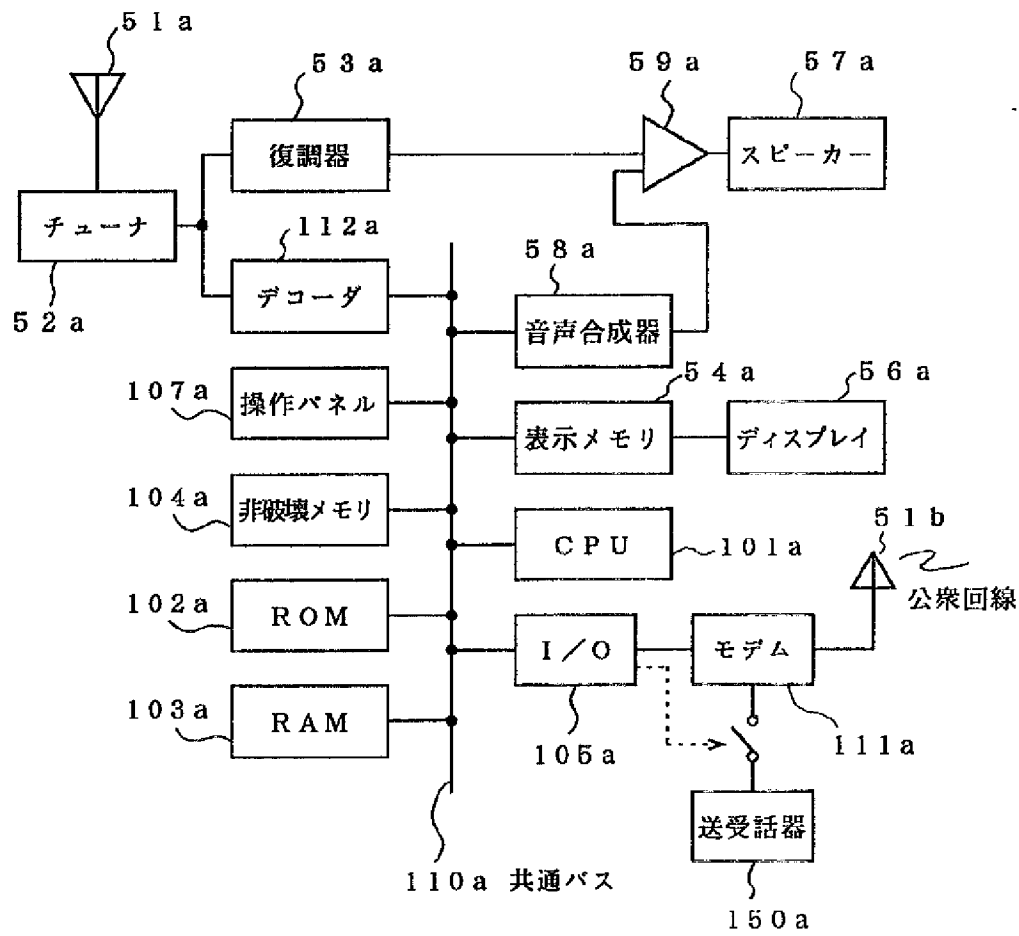 51a
53a
59a
57a
復調器
スピーカー
チューナ
112a
58a
52a
デコーダ
音声合成器
54a
56a
107a
操作パネル
表示メモリ
ディスプレイ
104a
非破壊メモリ
CPU
101a
51b
公衆回線
102a
ROM
I/O
モデム
103a
RAM
105a
111a
送受話器
110a 共通バス
150a